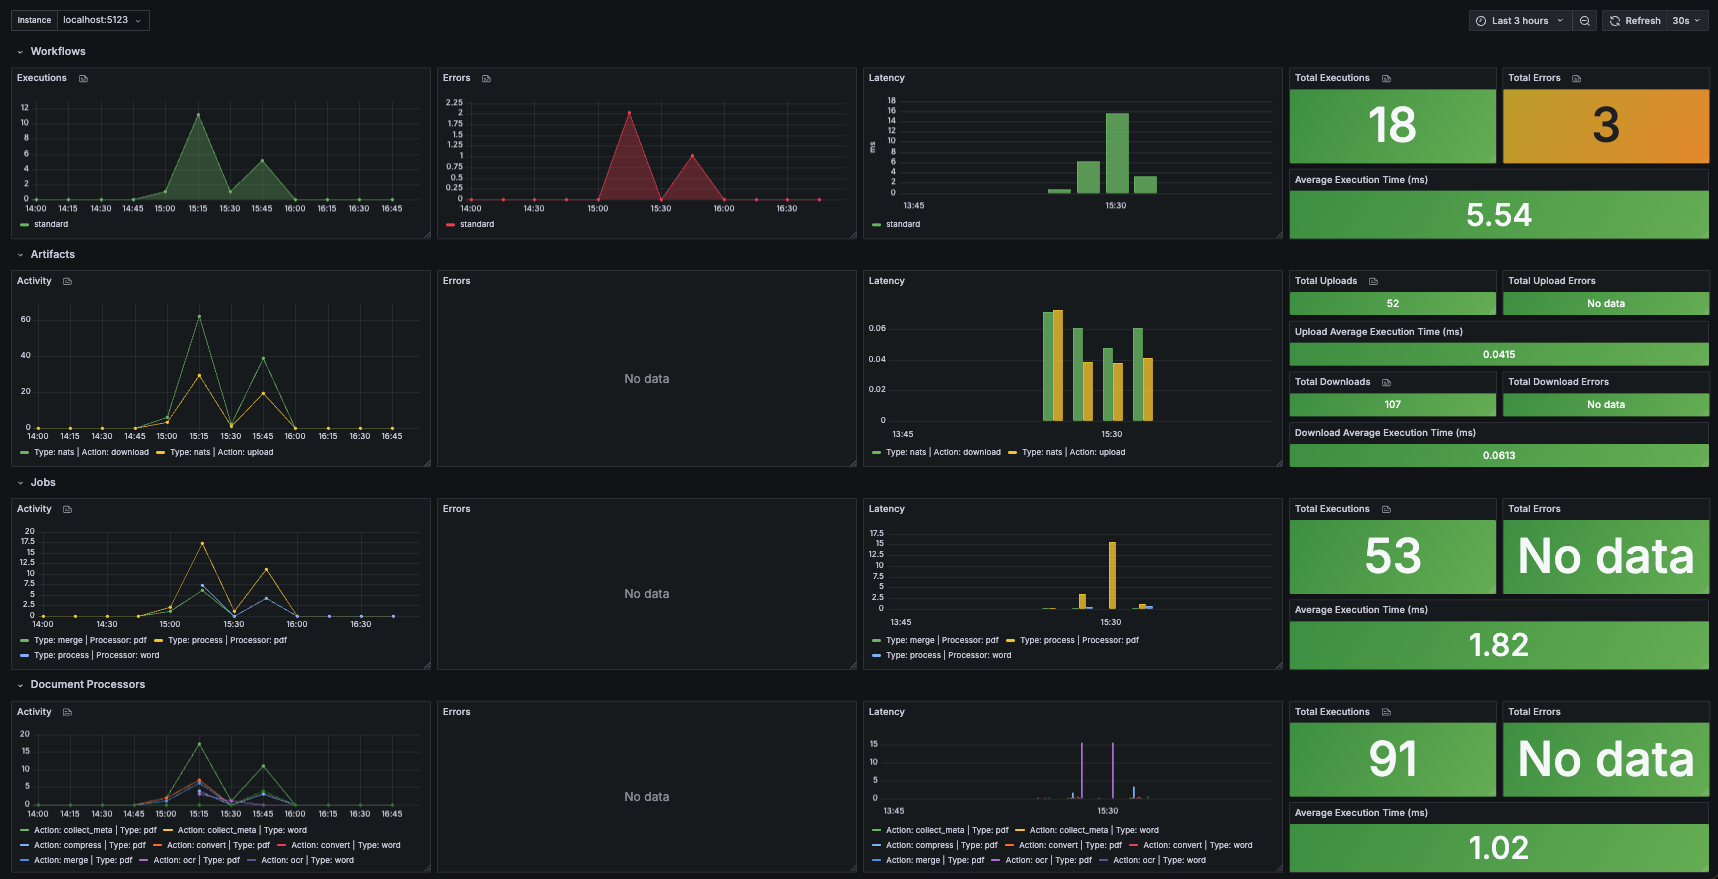 Instance localhost:5123 Last 3 hours Refresh 30s
Workflows
Executions
12
10
8
6
4
2
0
14:00 14:15 14:30 14:45 15:00 15:15 15:30 15:45 16:00 16:15 16:30 16:45
standard
Errors
2.25
2
1.75
1.5
1.25
1
0.75
0.5
0.25
0
14:00 14:30 15:00 15:30 16:00 16:30
standard
Latency
ms
18
16
14
12
10
8
6
4
2
0
13:45 15:30
standard
Total Executions
18
Total Errors
3
Average Execution Time (ms)
5.54
Artifacts
Activity
60
40
20
0
14:00 14:15 14:30 14:45 15:00 15:15 15:30 15:45 16:00 16:15 16:30 16:45
Type: nats | Action: download Type: nats | Action: upload
Errors
No data
Latency
0.06
0.04
0.02
0
13:45 15:30
Type: nats | Action: download Type: nats | Action: upload
Total Uploads
52
Total Upload Errors
No data
Upload Average Execution Time (ms)
0.0415
Total Downloads
107
Total Download Errors
No data
Download Average Execution Time (ms)
0.0613
Jobs
Activity
20
17.5
15
12.5
10
7.5
5
2.5
0
14:00 14:30 15:00 15:30 16:00 16:30
Type: merge | Processor: pdf Type: process | Processor: pdf
Type: process | Processor: word
Errors
No data
Latency
17.5
15
12.5
10
7.5
5
2.5
0
13:45 15:30
Type: merge | Processor: pdf Type: process | Processor: pdf
Type: process | Processor: word
Total Executions
53
Total Errors
No data
Average Execution Time (ms)
1.82
Document Processors
Activity
20
15
10
5
0
14:00 14:15 14:30 14:45 15:00 15:15 15:30 15:45 16:00 16:15 16:30 16:45
Action: collect_meta | Type: pdf Action: collect_meta | Type: word
Action: compress | Type: pdf Action: convert | Type: pdf Action: convert | Type: word
Action: merge | Type: pdf Action: ocr | Type: pdf Action: ocr | Type: word
Errors
No data
Latency
15
10
5
0
13:45 15:30
Action: collect_meta | Type: pdf Action: collect_meta | Type: word
Action: compress | Type: pdf Action: convert | Type: pdf Action: convert | Type: word
Action: merge | Type: pdf Action: ocr | Type: pdf Action: ocr | Type: word
Total Executions
91
Total Errors
No data
Average Execution Time (ms)
1.02